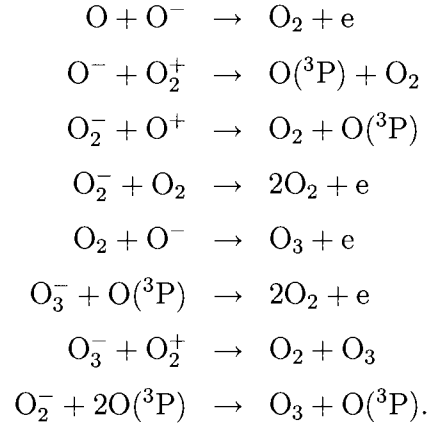 O + O⁻ → O₂ + e
O⁻ + O₂⁺ → O(³P) + O₂
O₂⁻ + O⁺ → O₂ + O(³P)
O₂⁻ + O₂ → 2O₂ + e
O₂ + O⁻ → O₃ + e
O₃⁻ + O(³P) → 2O₂ + e
O₃⁻ + O₂⁺ → O₂ + O₃
O₂⁻ + 2O(³P) → O₃ + O(³P).